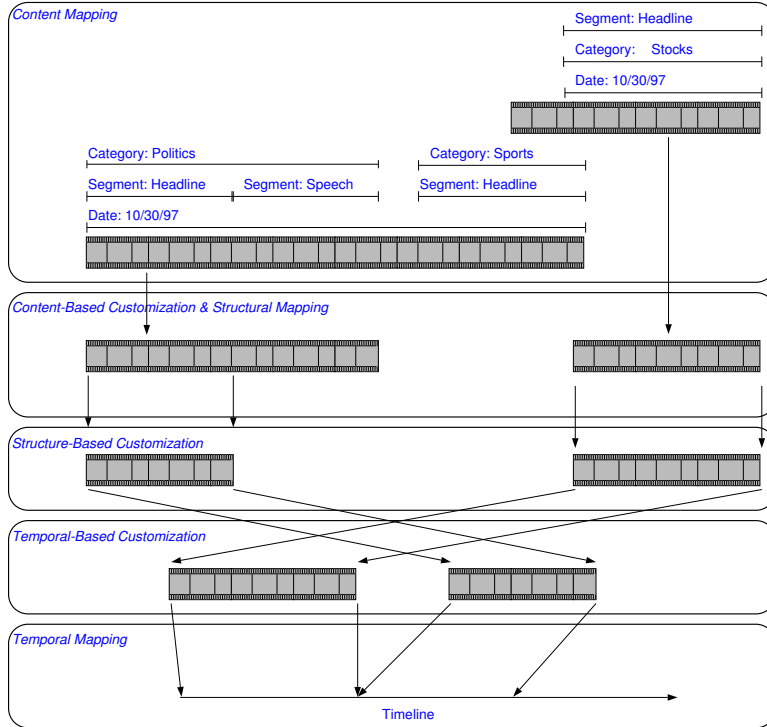 Content Mapping
Segment: Headline
Category: Stocks
Date: 10/30/97
Category: Politics
Category: Sports
Segment: Headline
Segment: Speech
Segment: Headline
Date: 10/30/97
Content-Based Customization & Structural Mapping
Structure-Based Customization
Temporal-Based Customization
Temporal Mapping
Timeline